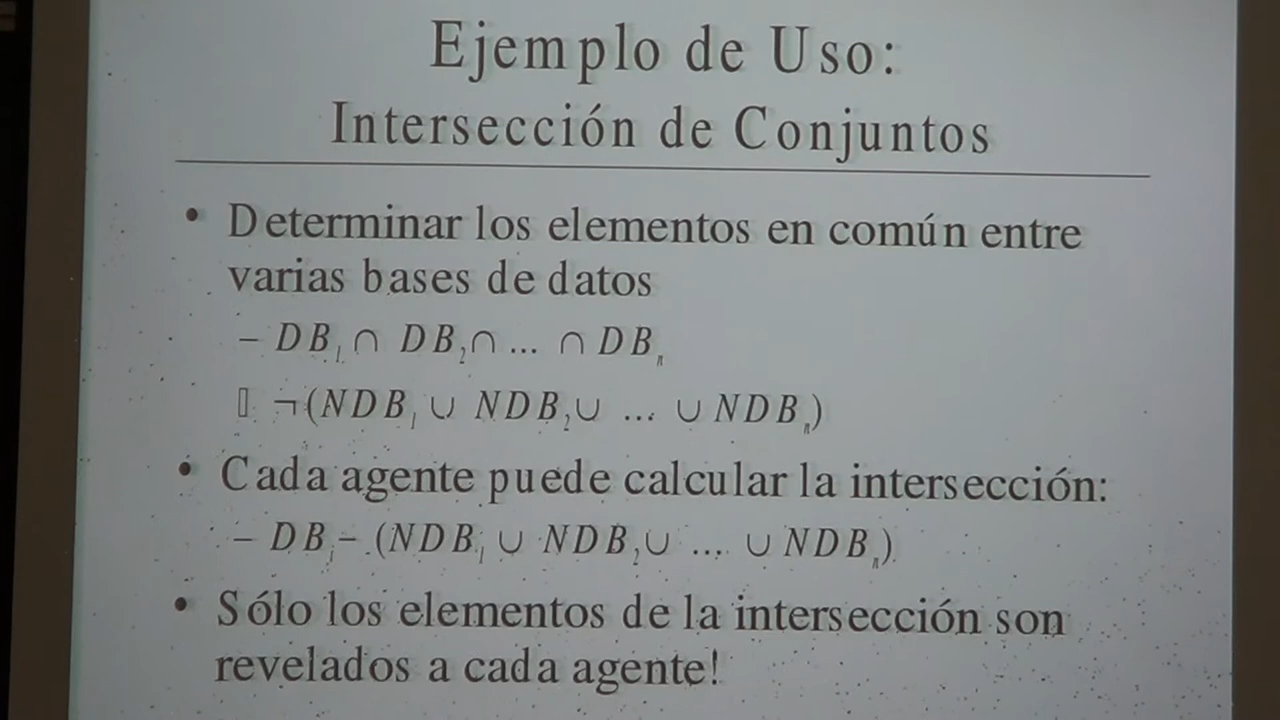 Ejemplo de Uso:
Intersección de Conjuntos
• Determinar los elementos en común entre
varias bases de datos
– DB₁ ∩ DB₂ ∩ ... ∩ DBₙ
▯ ¬(NDB₁ ∪ NDB₂ ∪ ... ∪ NDBₙ)
• Cada agente puede calcular la intersección:
– DBᵢ – (NDB₁ ∪ NDB₂ ∪ ... ∪ NDBₙ)
• Sólo los elementos de la intersección son
revelados a cada agente!